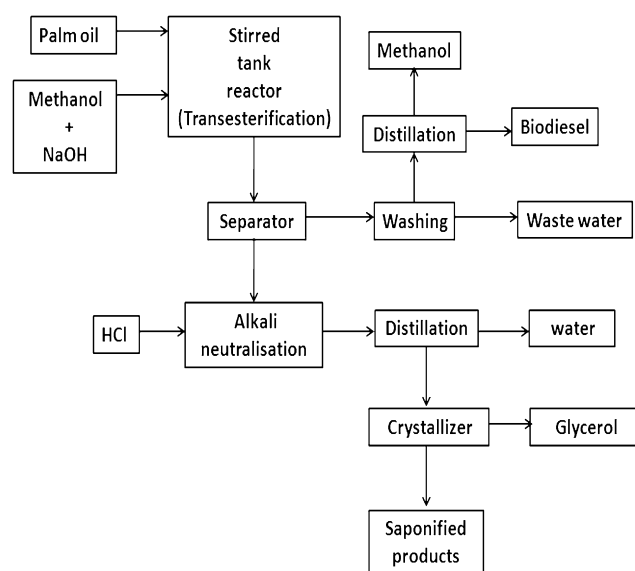 Palm oil
Methanol
+
NaOH
Stirred
tank
reactor
(Transesterification)
Methanol
Distillation
Biodiesel
Separator
Washing
Waste water
HCl
Alkali
neutralisation
Distillation
water
Crystallizer
Glycerol
Saponified
products